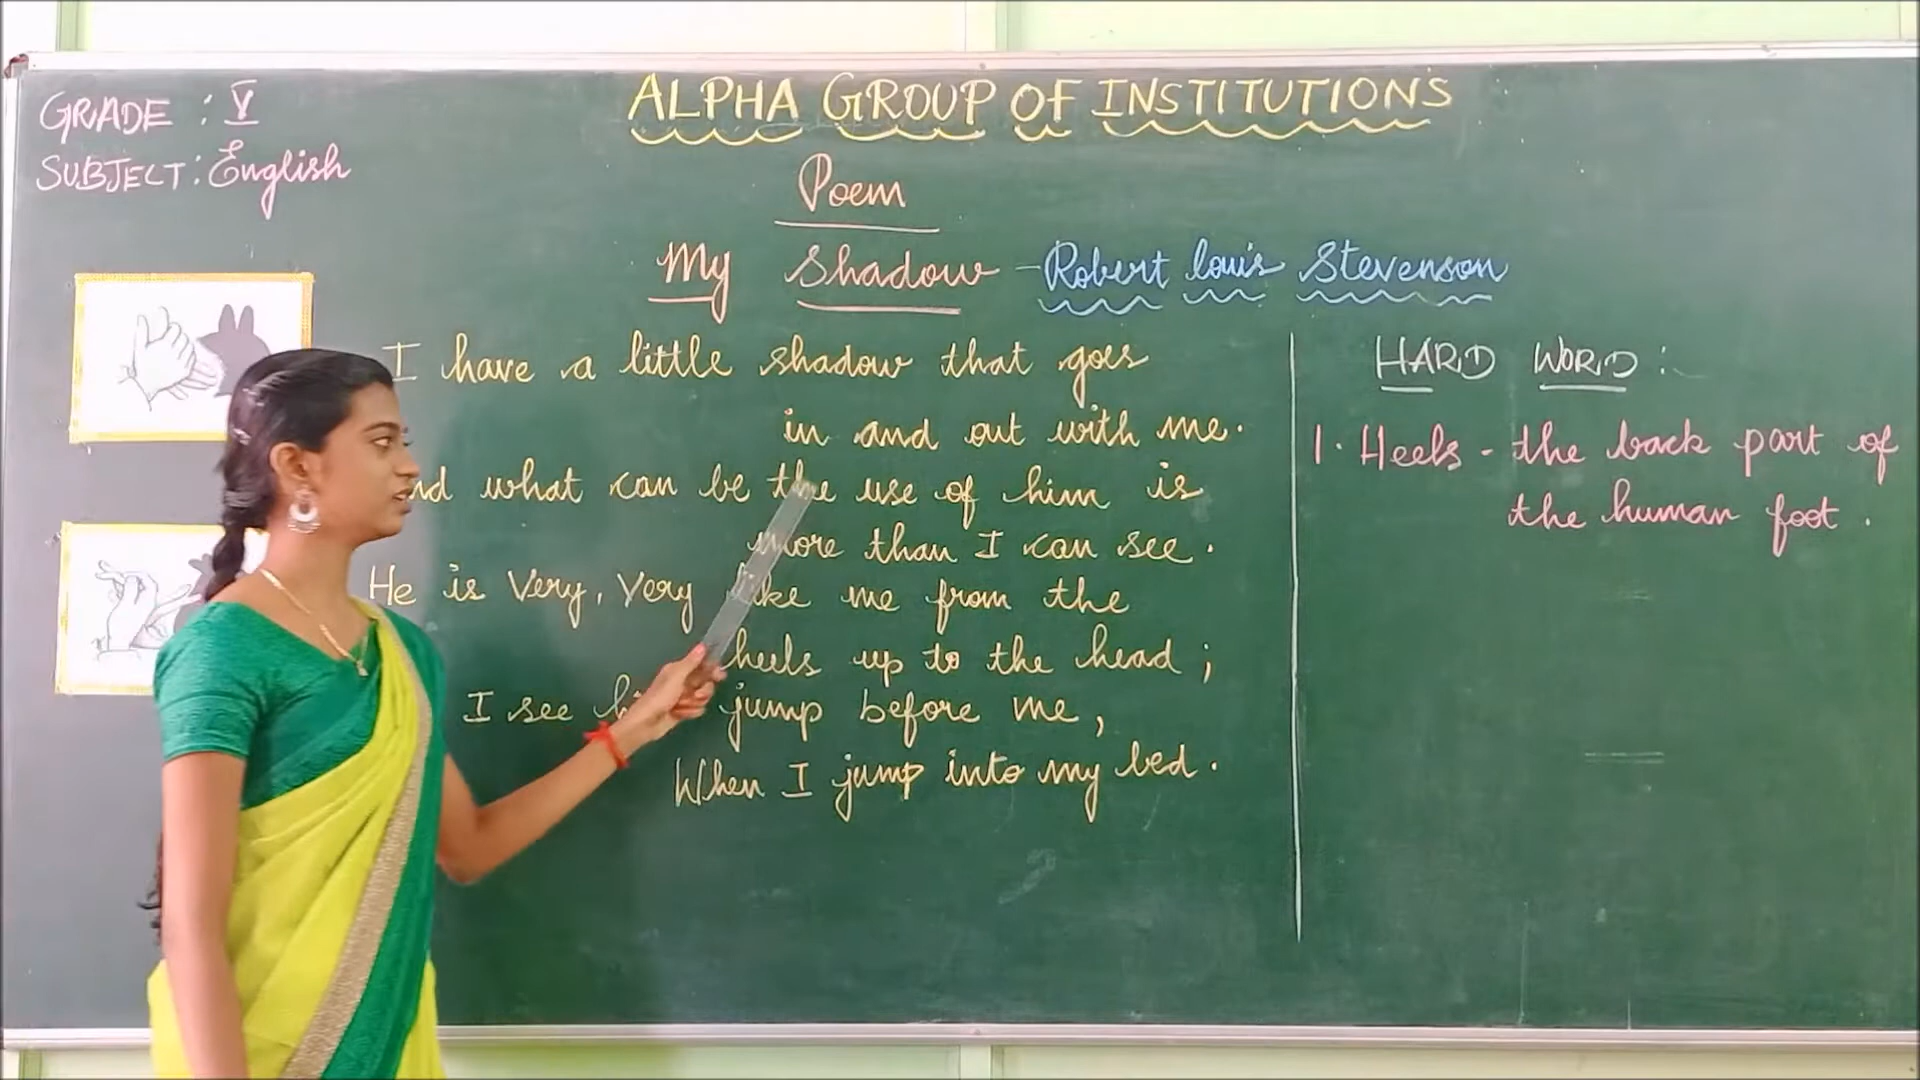 ALPHA GROUP OF INSTITUTIONS
GRADE : V
SUBJECT : English
Poem
My Shadow - Robert louis Stevenson
I have a little shadow that goes
in and out with me.
what can be the use of him is
more than I can see.
He is Very, Very like me from the
heels up to the head ;
I see jump before me,
When I jump into my bed.
HARD WORD :
1. Heels - the back part of
the human foot .